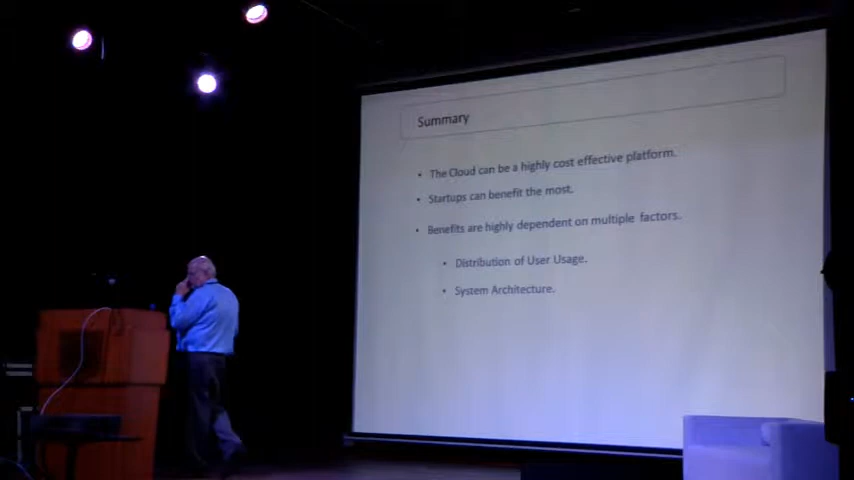 Summary
• The Cloud can be a highly cost effective platform.
• Startups can benefit the most.
• Benefits are highly dependent on multiple factors.
• Distribution of User Usage.
• System Architecture.